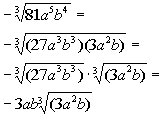 -∛81a⁵b⁴ =
-∛(27a³b³)(3a²b) =
-∛(27a³b³) · ∛(3a²b) =
-3ab∛(3a²b)